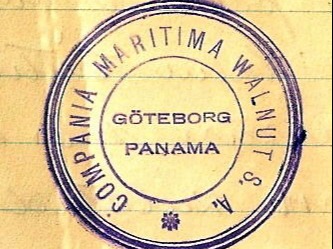 COMPANIA MARITIMA WALNUT S. A.
GÖTEBORG
PANAMA